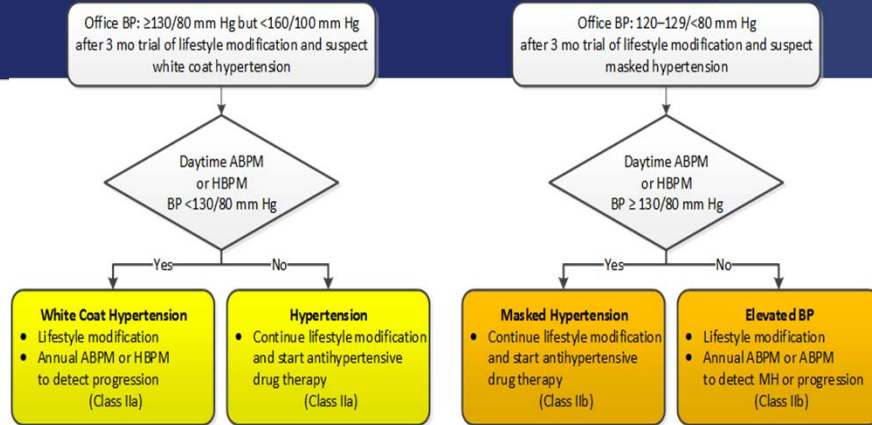 Office BP: ≥130/80 mm Hg but <160/100 mm Hg
after 3 mo trial of lifestyle modification and suspect
white coat hypertension
Daytime ABPM
or HBPM
BP <130/80 mm Hg
Yes
No
White Coat Hypertension
• Lifestyle modification
• Annual ABPM or HBPM
to detect progression
(Class IIa)
Hypertension
• Continue lifestyle modification
and start antihypertensive
drug therapy
(Class IIa)
Office BP: 120–129/<80 mm Hg
after 3 mo trial of lifestyle modification and suspect
masked hypertension
Daytime ABPM
or HBPM
BP ≥ 130/80 mm Hg
Yes
No
Masked Hypertension
• Continue lifestyle modification
and start antihypertensive
drug therapy
(Class IIb)
Elevated BP
• Lifestyle modification
• Annual ABPM or ABPM
to detect MH or progression
(Class IIb)